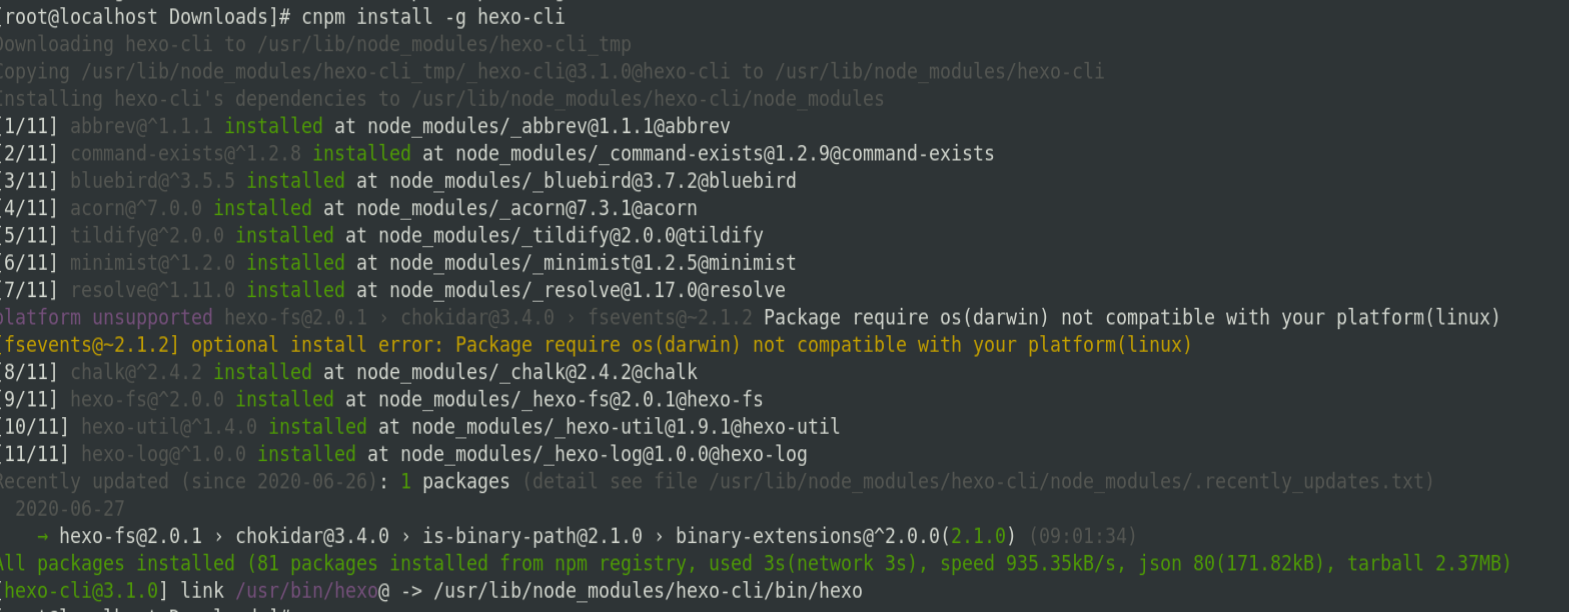 [root@localhost Downloads]# cnpm install -g hexo-cli
Downloading hexo-cli to /usr/lib/node_modules/hexo-cli_tmp
Copying /usr/lib/node_modules/hexo-cli_tmp/_hexo-cli@3.1.0@hexo-cli to /usr/lib/node_modules/hexo-cli
Installing hexo-cli's dependencies to /usr/lib/node_modules/hexo-cli/node_modules
[1/11] abbrev@^1.1.1 installed at node_modules/_abbrev@1.1.1@abbrev
[2/11] command-exists@^1.2.8 installed at node_modules/_command-exists@1.2.9@command-exists
[3/11] bluebird@^3.5.5 installed at node_modules/_bluebird@3.7.2@bluebird
[4/11] acorn@^7.0.0 installed at node_modules/_acorn@7.3.1@acorn
[5/11] tildify@^2.0.0 installed at node_modules/_tildify@2.0.0@tildify
[6/11] minimist@^1.2.0 installed at node_modules/_minimist@1.2.5@minimist
[7/11] resolve@^1.11.0 installed at node_modules/_resolve@1.17.0@resolve
platform unsupported hexo-fs@2.0.1 › chokidar@3.4.0 › fsevents@~2.1.2 Package require os(darwin) not compatible with your platform(linux)
[fsevents@~2.1.2] optional install error: Package require os(darwin) not compatible with your platform(linux)
[8/11] chalk@^2.4.2 installed at node_modules/_chalk@2.4.2@chalk
[9/11] hexo-fs@^2.0.0 installed at node_modules/_hexo-fs@2.0.1@hexo-fs
[10/11] hexo-util@^1.4.0 installed at node_modules/_hexo-util@1.9.1@hexo-util
[11/11] hexo-log@^1.0.0 installed at node_modules/_hexo-log@1.0.0@hexo-log
Recently updated (since 2020-06-26): 1 packages (detail see file /usr/lib/node_modules/hexo-cli/node_modules/.recently_updates.txt)
2020-06-27
→ hexo-fs@2.0.1 › chokidar@3.4.0 › is-binary-path@2.1.0 › binary-extensions@^2.0.0(2.1.0) (09:01:34)
All packages installed (81 packages installed from npm registry, used 3s(network 3s), speed 935.35kB/s, json 80(171.82kB), tarball 2.37MB)
[hexo-cli@3.1.0] link /usr/bin/hexo@ -> /usr/lib/node_modules/hexo-cli/bin/hexo